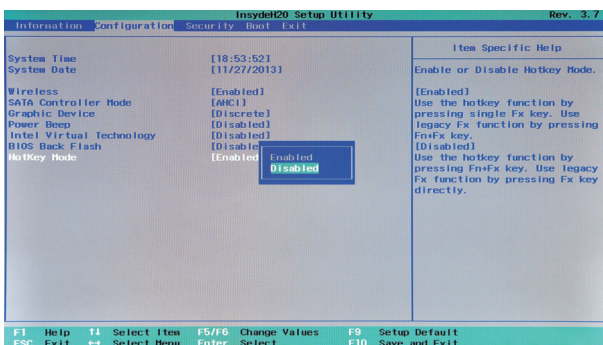 InsydeH20 Setup Utility Rev. 3.7
Information Configuration Security Boot Exit
Item Specific Help
System Time [18:53:52]
System Date [11/27/2013]
Enable or Disable Hotkey Mode.
Wireless [Enabled]
SATA Controller Mode [AHCI]
Graphic Device [Discrete]
Power Beep [Disabled]
Intel Virtual Technology [Disabled]
BIOS Back Flash [Disable
HotKey Mode [Enabled
Enabled
Disabled
[Enabled]
Use the hotkey function by
pressing single Fx key. Use
legacy Fx function by pressing
Fn+Fx key.
[Disabled]
Use the hotkey function by
pressing Fn+Fx key. Use legacy
Fx function by pressing Fx key
directly.
F1 Help ↑↓ Select Item F5/F6 Change Values F9 Setup Default
ESC Exit ↔ Select Menu Enter Select F10 Save and Exit